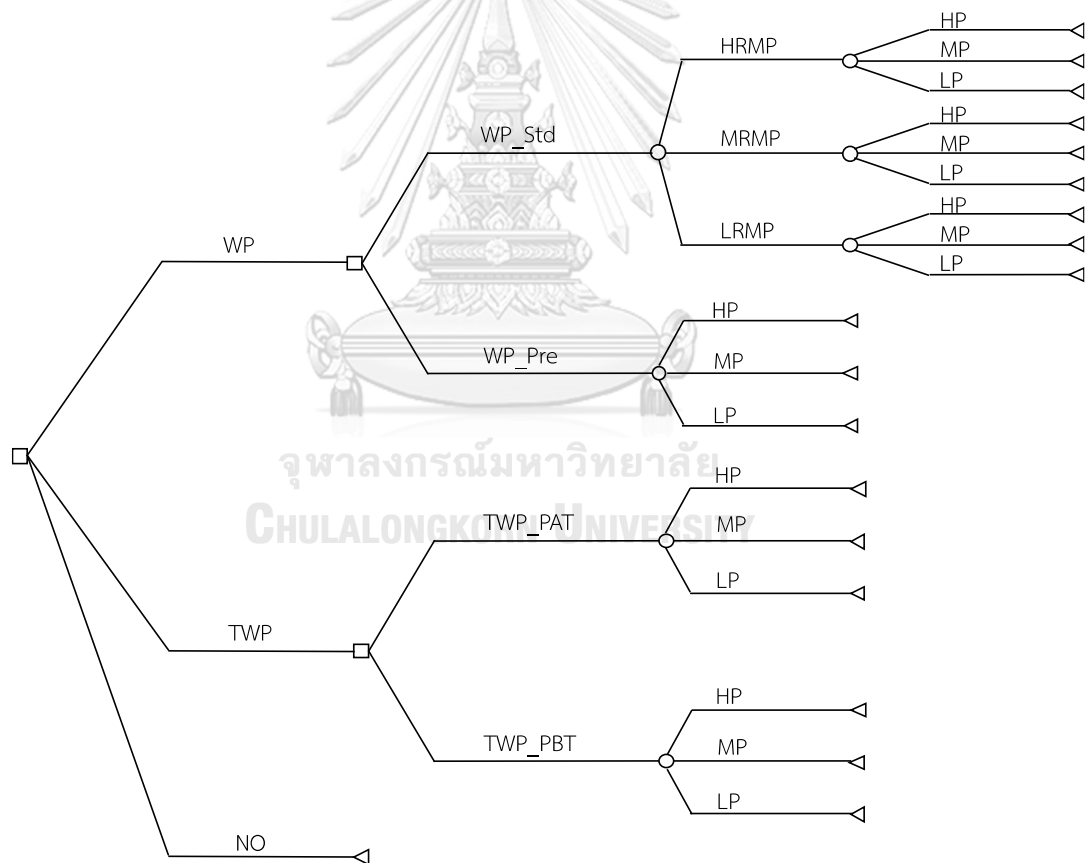 HP
HRMP
MP
LP
HP
WP_Std
MRMP
MP
LP
HP
WP
LRMP
MP
LP
HP
WP_Pre
MP
LP
จุฬาลงกรณ์มหาวิทยาลัย
HP
CHULALONGKORN UNIVERSITY
TWP_PAT
MP
LP
TWP
HP
TWP_PBT
MP
LP
NO